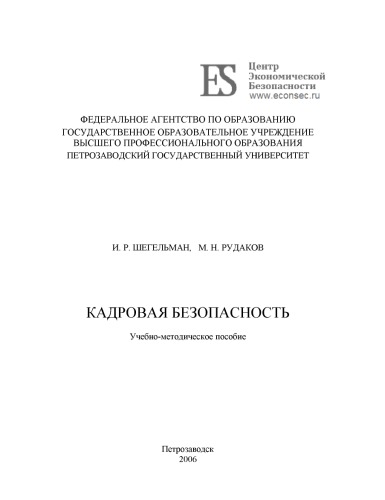 ES
Центр
Экономической
Безопасности
www.econsec.ru
ФЕДЕРАЛЬНОЕ АГЕНТСТВО ПО ОБРАЗОВАНИЮ
ГОСУДАРСТВЕННОЕ ОБРАЗОВАТЕЛЬНОЕ УЧРЕЖДЕНИЕ
ВЫСШЕГО ПРОФЕССИОНАЛЬНОГО ОБРАЗОВАНИЯ
ПЕТРОЗАВОДСКИЙ ГОСУДАРСТВЕННЫЙ УНИВЕРСИТЕТ
И. Р. ШЕГЕЛЬМАН, М. Н. РУДАКОВ
КАДРОВАЯ БЕЗОПАСНОСТЬ
Учебно-методическое пособие
Петрозаводск
2006